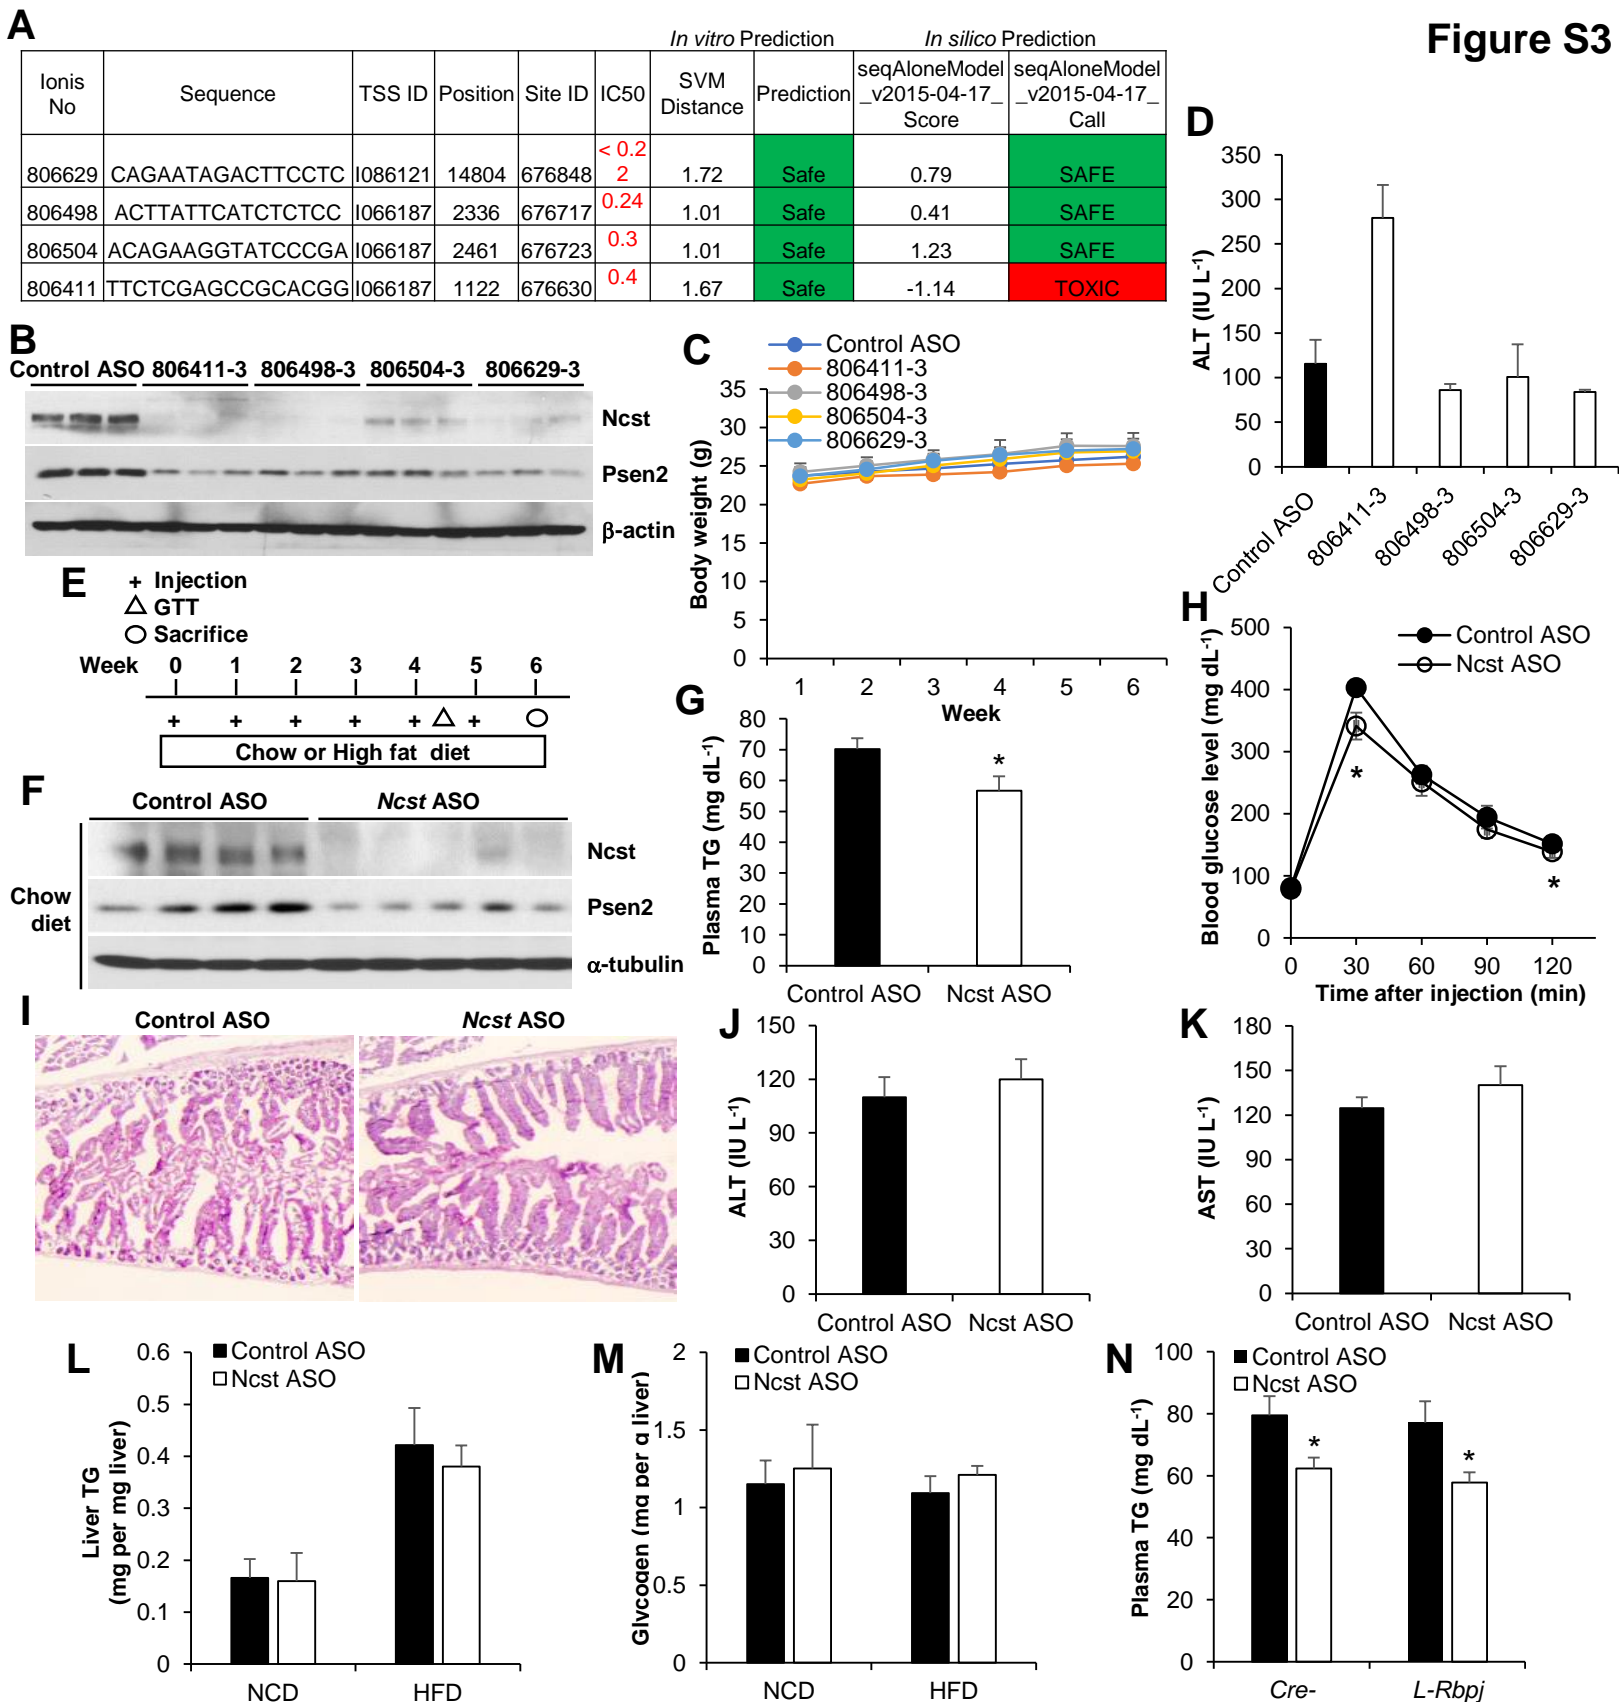 Figure S3
A
In vitro Prediction In silico Prediction
Ionis No Sequence TSS ID Position Site ID IC50 SVM Distance Prediction seqAloneModel_v2015-04-17_Score seqAloneModel_v2015-04-17_Call
806629 CAGAATAGACTTCCTC I086121 14804 676848 < 0.22 1.72 Safe 0.79 SAFE
806498 ACTTATTCATCTCTCC I066187 2336 676717 0.24 1.01 Safe 0.41 SAFE
806504 ACAGAAGGTATCCCGA I066187 2461 676723 0.3 1.01 Safe 1.23 SAFE
806411 TTCTCGAGCCGCACGG I066187 1122 676630 0.4 1.67 Safe -1.14 TOXIC
B
Control ASO 806411-3 806498-3 806504-3 806629-3
Ncst
Psen2
β-actin
C
Control ASO
806411-3
806498-3
806504-3
806629-3
Body weight (g)
35
30
25
20
15
10
5
0
1 2 3 4 5 6
Week
D
ALT (IU L-1)
350
300
250
200
150
100
50
0
Control ASO
806411-3
806498-3
806504-3
806629-3
E
+ Injection
△ GTT
○ Sacrifice
Week 0 1 2 3 4 5 6
+ + + + + △ + ○
Chow or High fat diet
F
Control ASO Ncst ASO
Chow
diet
Ncst
Psen2
α-tubulin
G
Plasma TG (mg dL-1)
80
70
60
50
40
30
20
10
0
*
Control ASO Ncst ASO
H
Blood glucose level (mg dL-1)
500
400
300
200
100
0
Control ASO
Ncst ASO
*
*
0 30 60 90 120
Time after injection (min)
I
Control ASO Ncst ASO
J
ALT (IU L-1)
150
120
90
60
30
0
Control ASO Ncst ASO
K
AST (IU L-1)
180
150
120
90
60
30
0
Control ASO Ncst ASO
L
Liver TG
(mg per mg liver)
0.6
0.5
0.4
0.3
0.2
0.1
0
Control ASO
Ncst ASO
NCD HFD
M
Glycogen (mg per g liver)
2
1.5
1
0.5
0
Control ASO
Ncst ASO
NCD HFD
N
Plasma TG (mg dL-1)
100
80
60
40
20
0
Control ASO
Ncst ASO
*
*
Cre- L-Rbpj